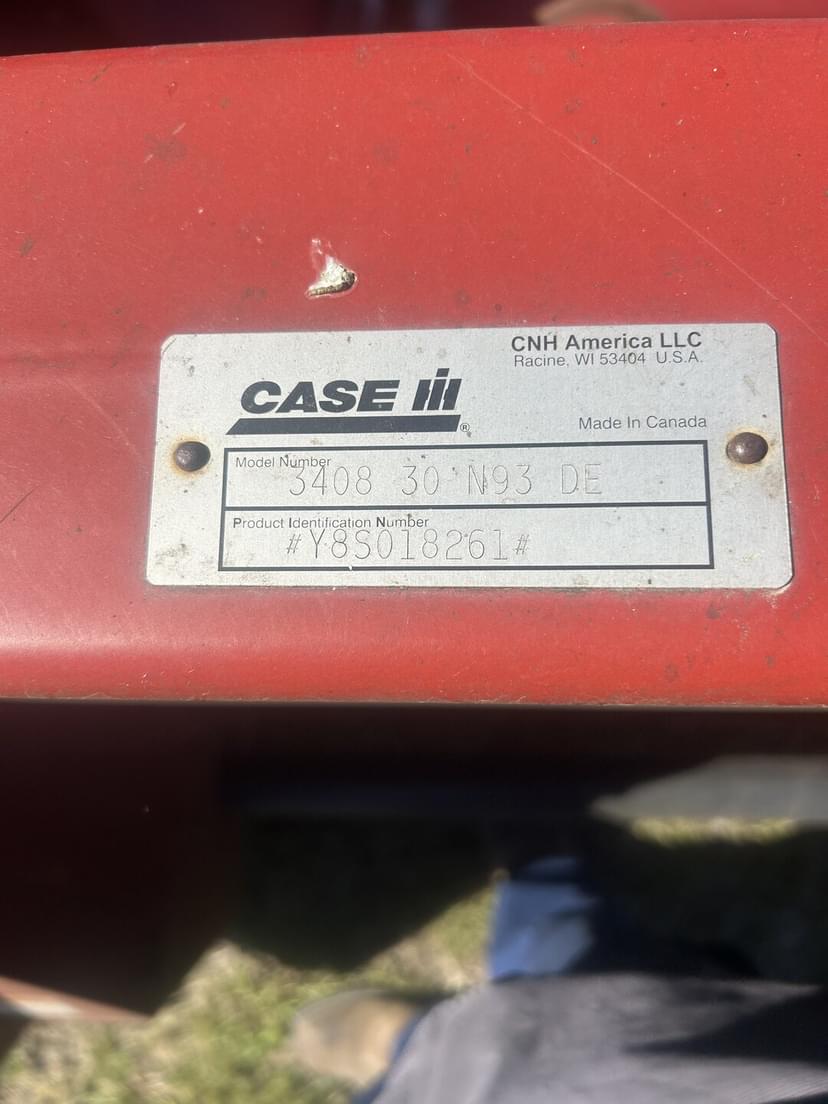 CNH America LLC
Racine, WI 53404 U.S.A.
CASE IH ®
Made In Canada
Model Number
3408 30 N93 DE
Product Identification Number
#Y8S018261#